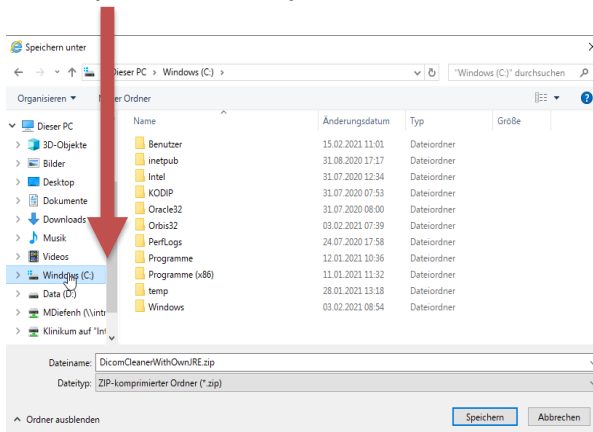 Speichern unter
Dieser PC > Windows (C:) >
"Windows (C:)" durchsuchen
Organisieren
Ordner
Name Änderungsdatum Typ Größe
Dieser PC
3D-Objekte
Bilder
Desktop
Dokumente
Downloads
Musik
Videos
Windows (C:)
Data (D:)
MDiefenh (\\intr
Klinikum auf "Int
Benutzer 15.02.2021 11:01 Dateiordner
inetpub 31.08.2020 17:17 Dateiordner
Intel 31.07.2020 12:34 Dateiordner
KODIP 31.07.2020 07:53 Dateiordner
Oracle32 31.07.2020 08:00 Dateiordner
Orbis32 03.02.2021 07:39 Dateiordner
PerfLogs 24.07.2020 17:58 Dateiordner
Programme 12.01.2021 10:36 Dateiordner
Programme (x86) 11.01.2021 11:32 Dateiordner
temp 28.01.2021 13:18 Dateiordner
Windows 03.02.2021 08:54 Dateiordner
Dateiname: DicomCleanerWithOwnJRE.zip
Dateityp: ZIP-komprimierter Ordner (*.zip)
Ordner ausblenden
Speichern Abbrechen